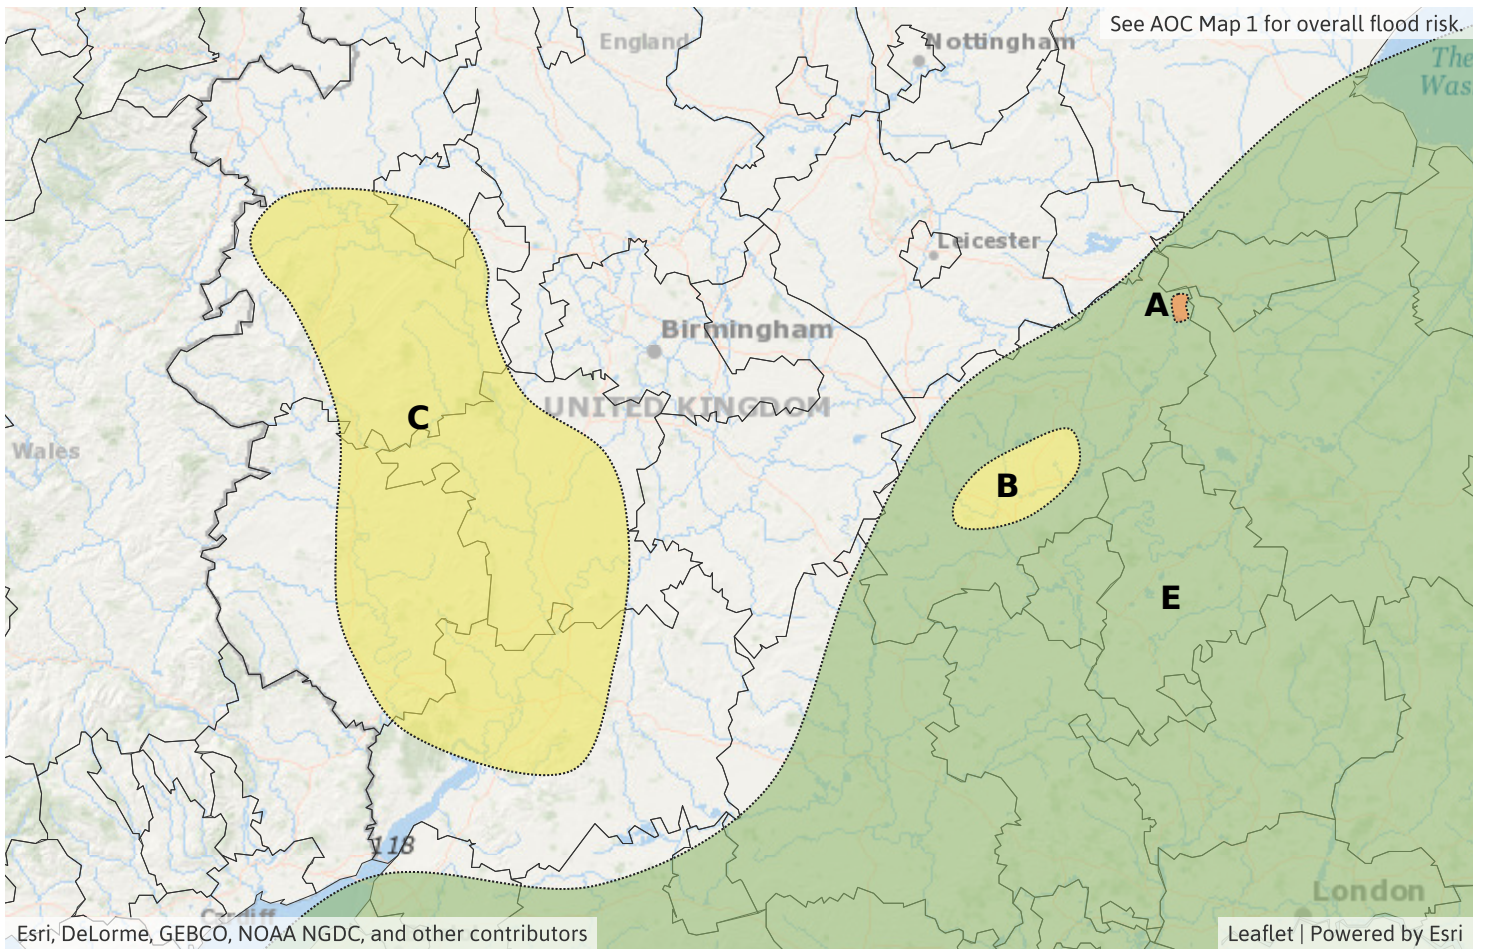 See AOC Map 1 for overall flood risk.
England
Nottingham
The
Was
Leicester
A
Birmingham
UNITED KINGDOM
C
Wales
B
E
118
London
Cardiff
Esri, DeLorme, GEBCO, NOAA NGDC, and other contributors
Leaflet | Powered by Esri